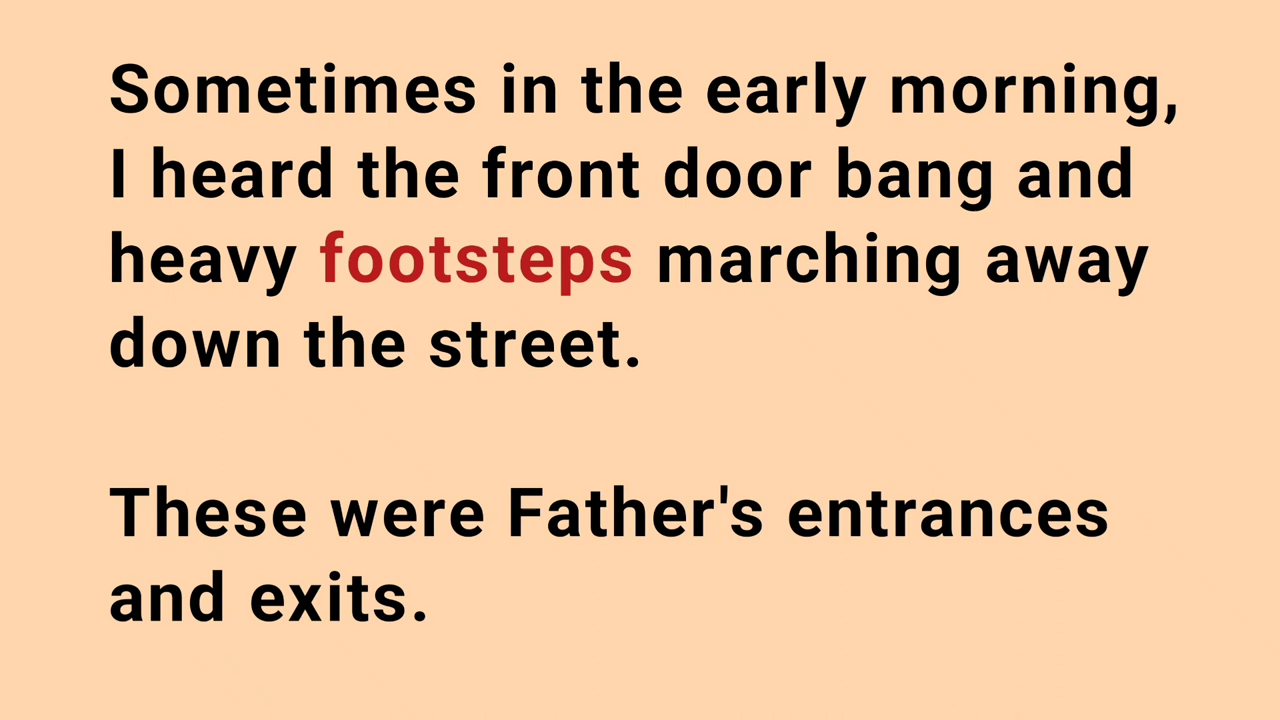 Sometimes in the early morning,
I heard the front door bang and
heavy footsteps marching away
down the street.
These were Father's entrances
and exits.